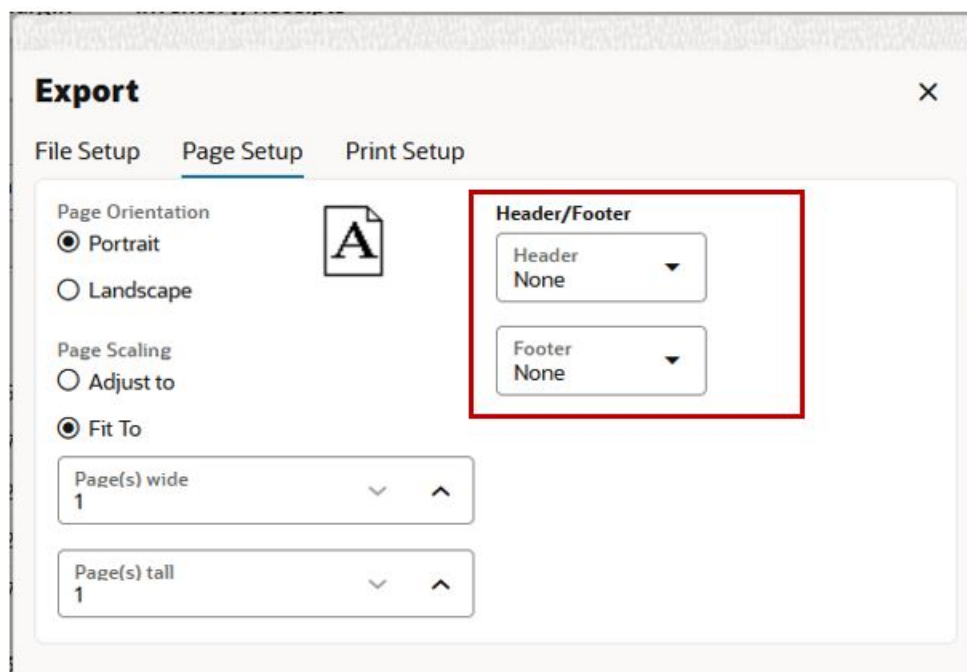 Export
File Setup Page Setup Print Setup
Page Orientation
Portrait
Landscape
A
Page Scaling
Adjust to
Fit To
Page(s) wide
1
Page(s) tall
1
Header/Footer
Header
None
Footer
None